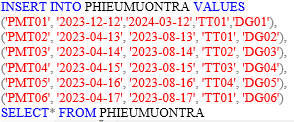 INSERT INTO PHIEUMUONTRA VALUES
('PMT01', '2023-12-12','2024-03-12','TT01','DG01'),
('PMT02', '2023-04-13', '2023-08-13', 'TT01', 'DG02'),
('PMT03', '2023-04-14', '2023-08-14', 'TT02', 'DG03'),
('PMT04', '2023-04-15', '2023-08-15', 'TT03', 'DG04'),
('PMT05', '2023-04-16', '2023-08-16', 'TT04', 'DG05'),
('PMT06', '2023-04-17', '2023-08-17', 'TT01', 'DG06')
SELECT* FROM PHIEUMUONTRA